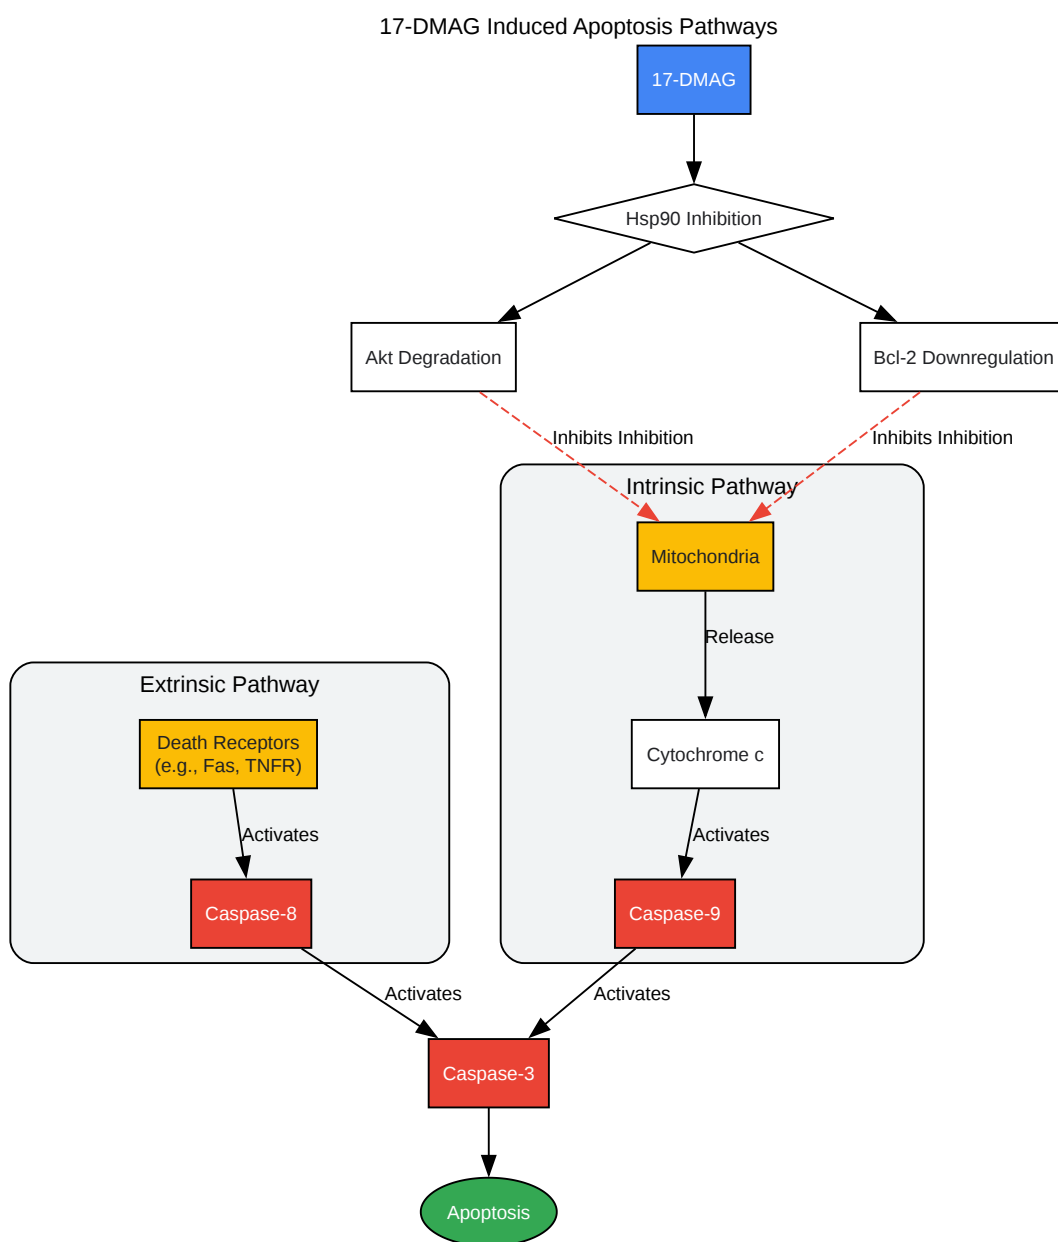 17-DMAG Induced Apoptosis Pathways
17-DMAG
Hsp90 Inhibition
Akt Degradation
Bcl-2 Downregulation
Inhibits Inhibition
Inhibits Inhibition
Intrinsic Pathway
Mitochondria
Release
Extrinsic Pathway
Death Receptors
(e.g., Fas, TNFR)
Cytochrome c
Activates
Activates
Caspase-8
Caspase-9
Activates
Activates
Caspase-3
Apoptosis